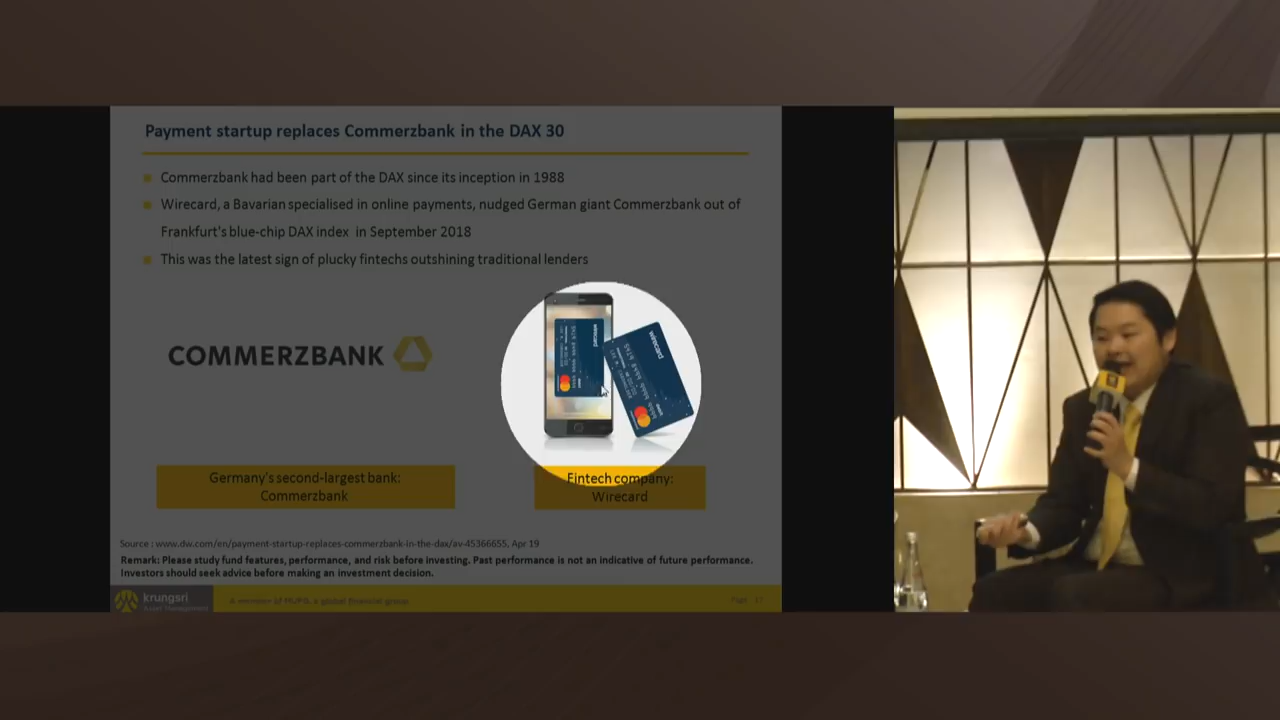 Payment startup replaces Commerzbank in the DAX 30
Commerzbank had been part of the DAX since its inception in 1988
Wirecard, a Bavarian specialised in online payments, nudged German giant Commerzbank out of
Frankfurt's blue-chip DAX index in September 2018
This was the latest sign of plucky fintechs outshining traditional lenders
COMMERZBANK
Germany's second-largest bank:
Commerzbank
Fintech company:
Wirecard
Source : www.dw.com/en/payment-startup-replaces-commerzbank-in-the-dax/av-45366655, Apr 19
Remark: Please study fund features, performance, and risk before investing. Past performance is not an indicative of future performance.
Investors should seek advice before making an investment decision.
krungsri
Asset Management
A member of MUFG, a global financial group
Page